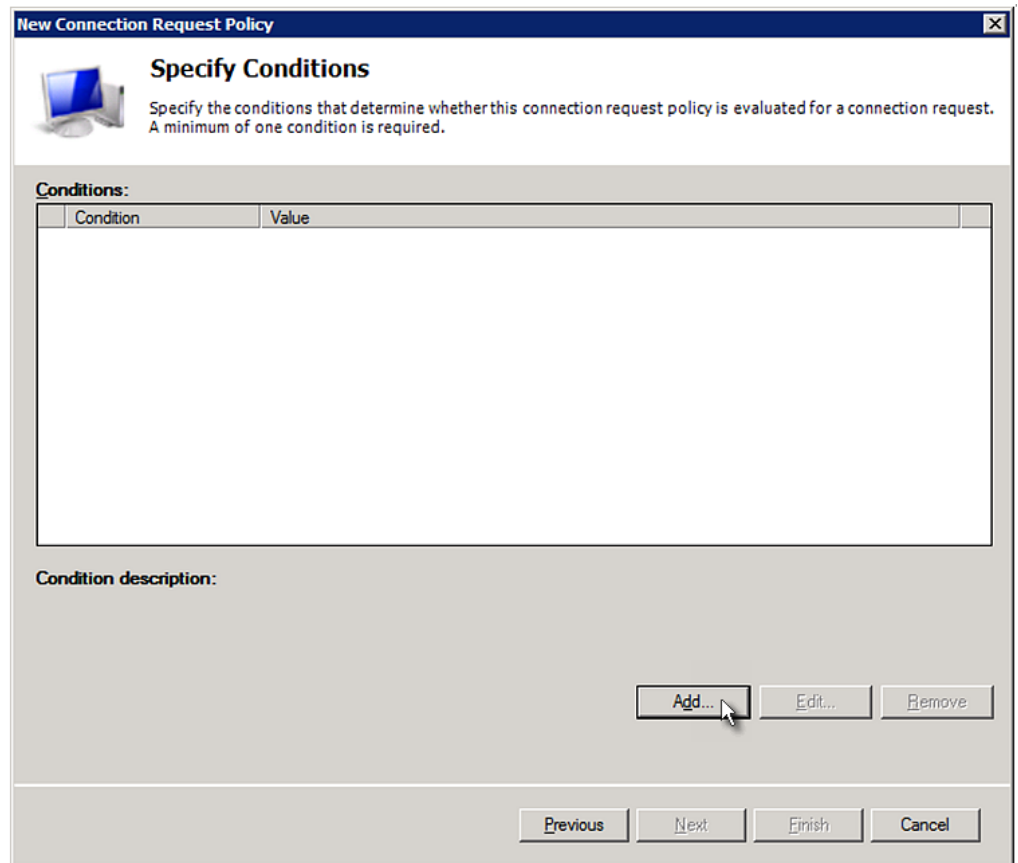 New Connection Request Policy
Specify Conditions
Specify the conditions that determine whether this connection request policy is evaluated for a connection request.
A minimum of one condition is required.
Conditions:
Condition Value
Condition description:
Add... Edit... Remove
Previous Next Finish Cancel